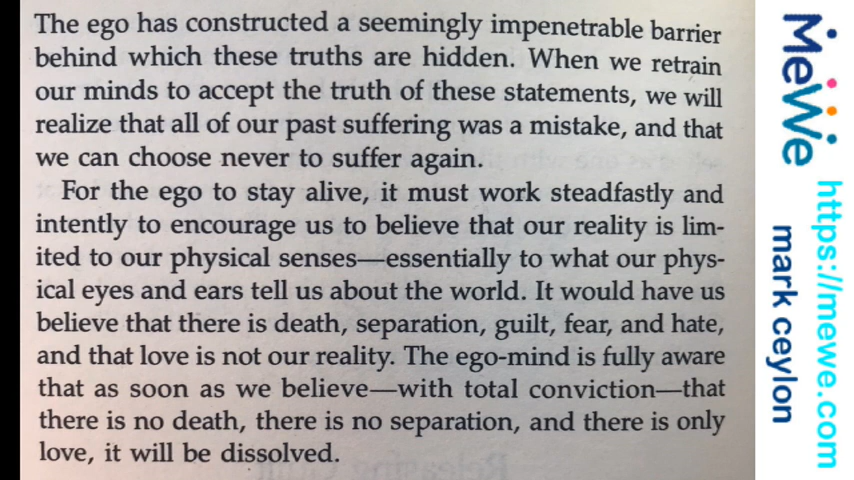 The ego has constructed a seemingly impenetrable barrier
behind which these truths are hidden. When we retrain
our minds to accept the truth of these statements, we will
realize that all of our past suffering was a mistake, and that
we can choose never to suffer again.
For the ego to stay alive, it must work steadfastly and
intently to encourage us to believe that our reality is lim-
ited to our physical senses—essentially to what our phys-
ical eyes and ears tell us about the world. It would have us
believe that there is death, separation, guilt, fear, and hate,
and that love is not our reality. The ego-mind is fully aware
that as soon as we believe—with total conviction—that
there is no death, there is no separation, and there is only
love, it will be dissolved.
Releasing Guilt
MeWe
https://mewe.com
mark ceylon